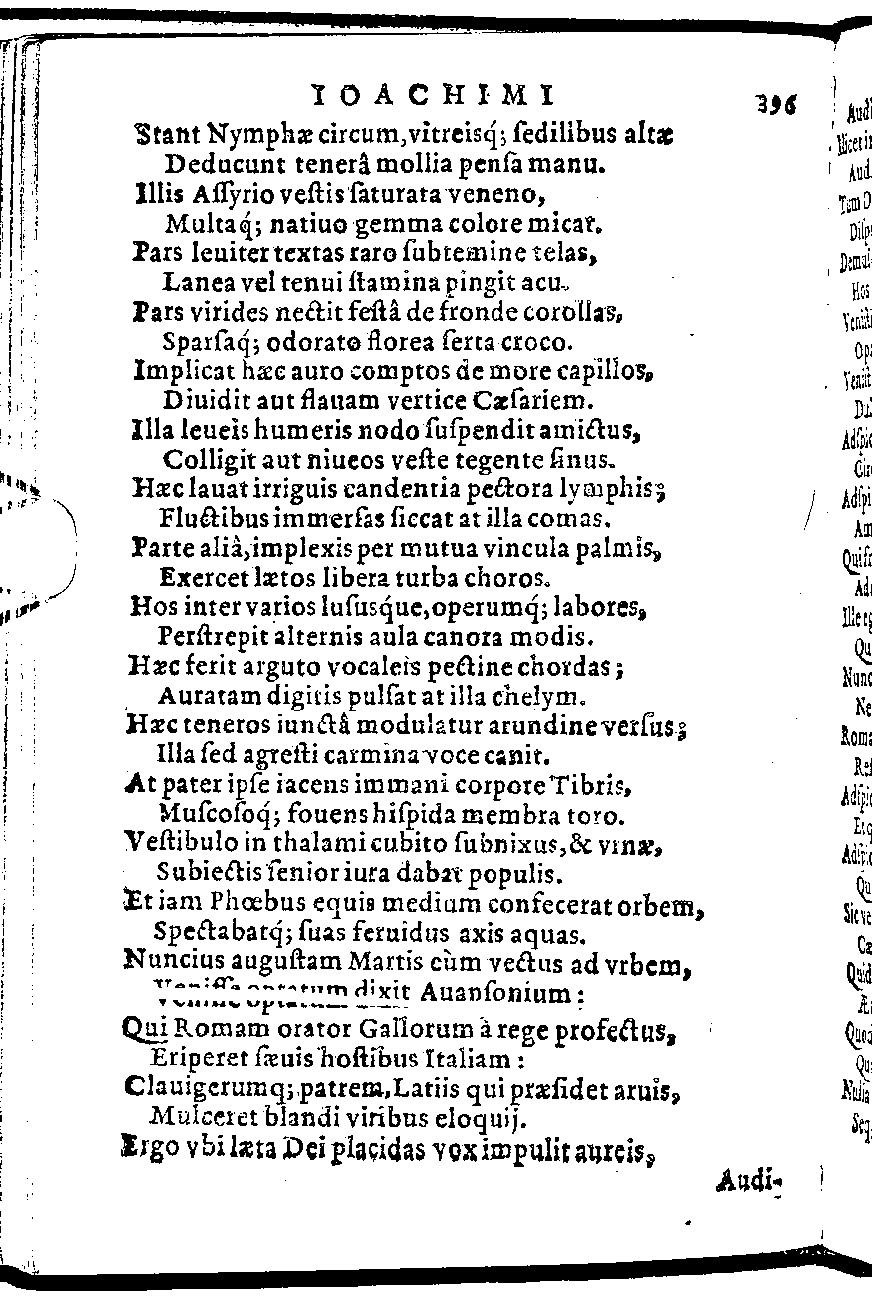 IOACHIMI
396
Stant Nymphæ circum, vitreisq́; ſedilibus altæ
Deducunt tenerâ mollia penſa manu.
Illis Aſſyrio veſtis ſaturata veneno,
Multaq́; natiuo gemma colore micat.
Pars leuiter textas raro ſubtemine telas,
Lanea vel tenui ſtamina pingit acu.
Pars virides nectit feſtâ de fronde corollas,
Sparſaq́; odorato florea ſerta croco.
Implicat hæc auro comptos de more capillos,
Diuidit aut flauam vertice Cæſariem.
Illa leueis humeris nodo ſuſpendit amictus,
Colligit aut niueos veſte tegente ſinus.
Hæc lauat irriguis candentia pectora lymphis;
Fluctibus immerſas ſiccat at illa comas.
Parte aliâ, implexis per mutua vincula palmis,
Exercet lætos libera turba choros.
Hos inter varios luſusq́ue, operumq́; labores,
Perſtrepit alternis aula canora modis.
Hæc ferit arguto vocaleis pectine chordas;
Auratam digitis pulſat at illa chelym.
Hæc teneros iunctâ modulatur arundine verſus;
Illa ſed agreſti carmina voce canit.
At pater ipſe iacens immani corpore Tibris,
Muſcoſoq́; fouens hiſpida membra toro.
Veſtibulo in thalami cubito ſubnixus, & vrnæ,
Subiectis ſenior iura dabat populis.
Et iam Phœbus equis medium confecerat orbem,
Spectabatq́; ſuas feruidus axis aquas.
Nuncius auguſtam Martis cùm vectus ad vrbem,
Veniſſe optatum dixit Auanſonium:
Qui Romam orator Gallorum à rege profectus,
Eriperet ſæuis hoſtibus Italiam:
Clauigerumq́; patrem, Latiis qui præſidet aruis,
Mulceret blandi viribus eloquij.
Ergo vbi læta Dei placidas vox impulit aureis,
Audi-